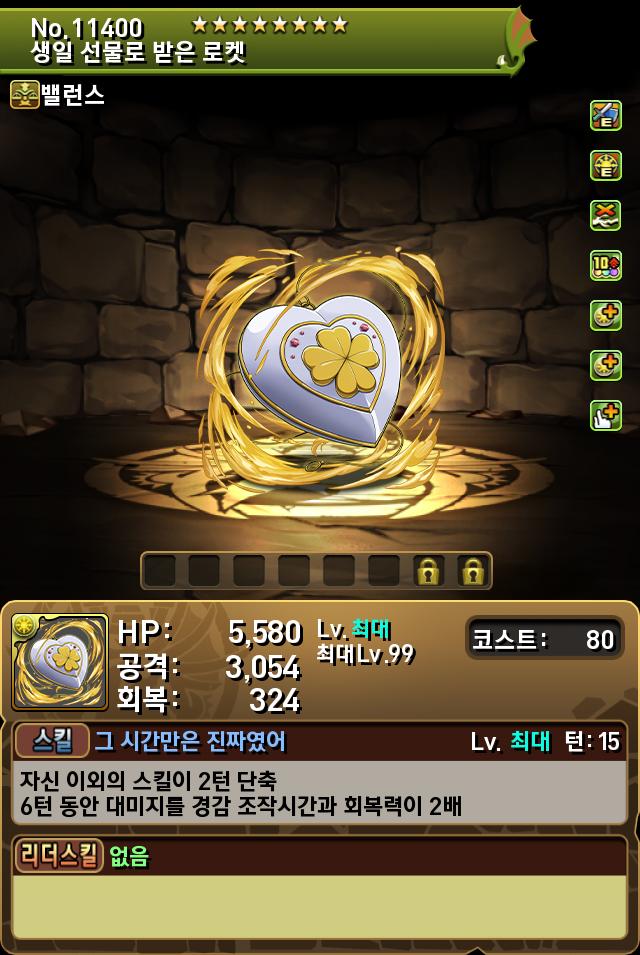 No.11400 ★★★★★★★★
생일 선물로 받은 로켓
밸런스
E
E
10
HP: 5,580
공격: 3,054
회복: 324
Lv.최대
최대Lv.99
코스트: 80
스킬 그 시간만은 진짜였어 Lv. 최대 턴:15
자신 이외의 스킬이 2턴 단축
6턴 동안 대미지를 경감 조작시간과 회복력이 2배
리더스킬 없음